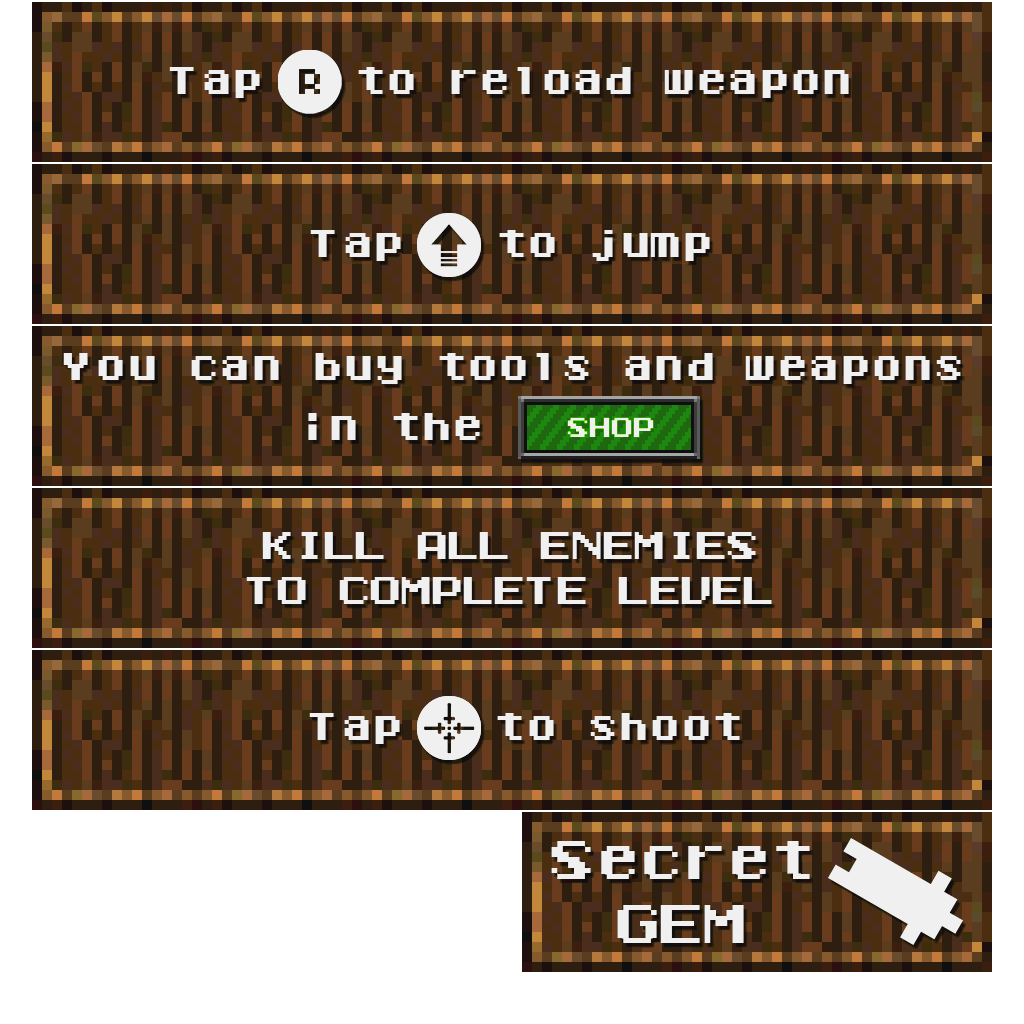 Tap R to reload weapon
Tap to jump
You can buy tools and weapons
in the SHOP
KILL ALL ENEMIES
TO COMPLETE LEVEL
Tap to shoot
Secret
GEM